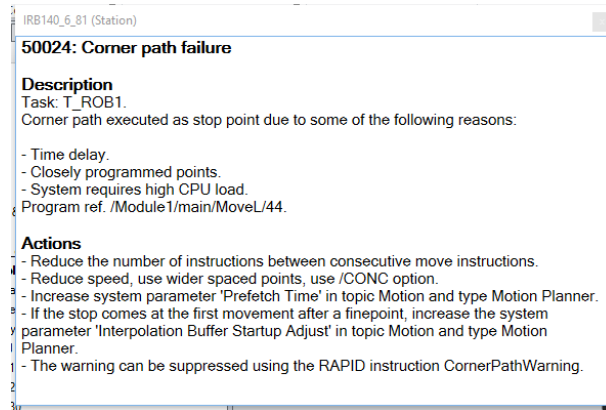 IRB140_6_81 (Station)
50024: Corner path failure
Description
Task: T_ROB1.
Corner path executed as stop point due to some of the following reasons:
- Time delay.
- Closely programmed points.
- System requires high CPU load.
Program ref. /Module1/main/MoveL/44.
Actions
- Reduce the number of instructions between consecutive move instructions.
- Reduce speed, use wider spaced points, use /CONC option.
- Increase system parameter 'Prefetch Time' in topic Motion and type Motion Planner.
- If the stop comes at the first movement after a finepoint, increase the system
parameter 'Interpolation Buffer Startup Adjust' in topic Motion and type Motion
Planner.
- The warning can be suppressed using the RAPID instruction CornerPathWarning.